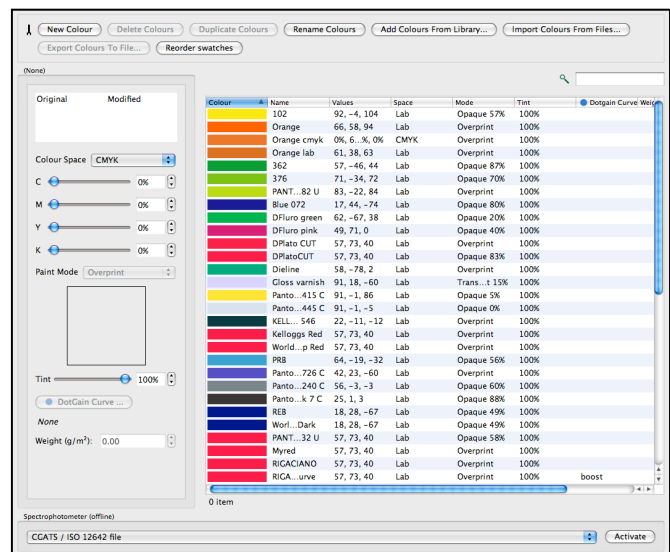 New Colour Delete Colours Duplicate Colours Rename Colours Add Colours From Library... Import Colours From Files...
Export Colours To File... Reorder swatches
(None)
Original Modified
Colour Space CMYK
C 0%
M 0%
Y 0%
K 0%
Paint Mode Overprint
Tint 100%
DotGain Curve ...
None
Weight (g/m²): 0.00
Colour Name Values Space Mode Tint Dotgain Curve Weig
102 92, -4, 104 Lab Opaque 57% 100%
Orange 66, 58, 94 Lab Overprint 100%
Orange cmyk 0%, 6...%, 0% CMYK Overprint 100%
Orange lab 61, 38, 63 Lab Overprint 100%
362 57, -46, 44 Lab Opaque 87% 100%
376 71, -34, 72 Lab Opaque 70% 100%
PANT...82 U 83, -22, 84 Lab Overprint 100%
Blue 072 17, 44, -74 Lab Opaque 80% 100%
DFluro green 62, -67, 38 Lab Opaque 20% 100%
DFluro pink 49, 71, 0 Lab Opaque 40% 100%
DPlato CUT 57, 73, 40 Lab Overprint 100%
DPlatoCUT 57, 73, 40 Lab Opaque 83% 100%
Dieline 58, -78, 2 Lab Overprint 100%
Gloss varnish 91, 18, -60 Lab Trans...t 15% 100%
Panto...415 C 91, -1, 86 Lab Opaque 5% 100%
Panto...445 C 91, -1, -5 Lab Opaque 0% 100%
KELL... 546 22, -11, -12 Lab Overprint 100%
Kelloggs Red 57, 73, 40 Lab Overprint 100%
World...p Red 57, 73, 40 Lab Overprint 100%
PRB 64, -19, -32 Lab Opaque 56% 100%
Panto...726 C 42, 23, -60 Lab Overprint 100%
Panto...240 C 56, -3, -3 Lab Opaque 60% 100%
Panto...k 7 C 25, 1, 3 Lab Opaque 88% 100%
REB 18, 28, -67 Lab Opaque 49% 100%
Worl...Dark 18, 28, -67 Lab Opaque 49% 100%
PANT...32 U 57, 73, 40 Lab Opaque 58% 100%
Myred 57, 73, 40 Lab Overprint 100%
RIGACIANO 57, 73, 40 Lab Overprint 100%
RIGA...urve 57, 73, 40 Lab Overprint 100% boost
0 item
Spectrophotometer (offline)
CGATS / ISO 12642 file Activate